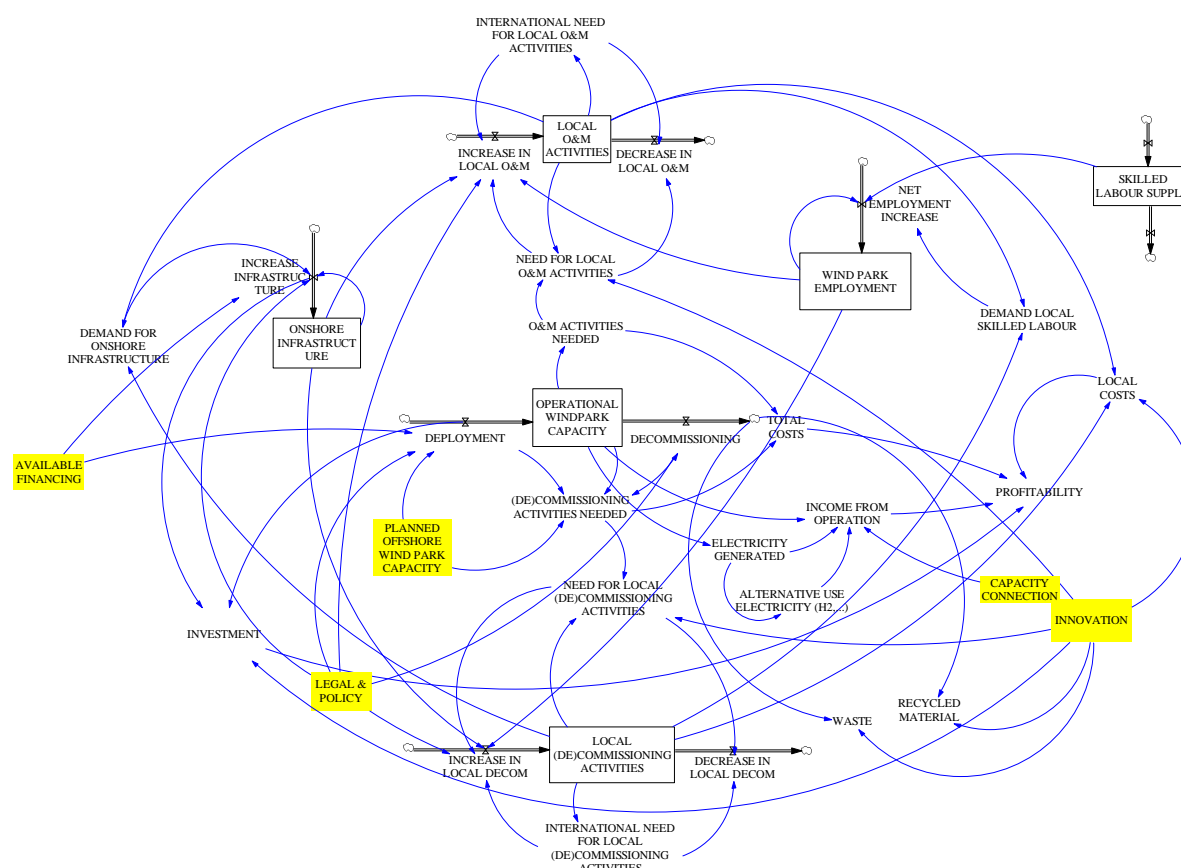 INTERNATIONAL NEED
FOR LOCAL O&M
ACTIVITIES
LOCAL
O&M
ACTIVITIES
INCREASE IN
LOCAL O&M
DECREASE IN
LOCAL O&M
SKILLED
LABOUR SUPPL
NET
EMPLOYMENT
INCREASE
NEED FOR LOCAL
O&M ACTIVITIES
WIND PARK
EMPLOYMENT
INCREASE
INFRASTRUC
TURE
ONSHORE
INFRASTRUCT
URE
DEMAND FOR
ONSHORE
INFRASTRUCTURE
O&M ACTIVITIES
NEEDED
DEMAND LOCAL
SKILLED LABOUR
LOCAL
COSTS
OPERATIONAL
WINDPARK
CAPACITY
DEPLOYMENT
DECOMMISSIONING
TOTAL
COSTS
AVAILABLE
FINANCING
(DE)COMMISSIONING
ACTIVITIES NEEDED
INCOME FROM
OPERATION
PROFITABILITY
PLANNED
OFFSHORE
WIND PARK
CAPACITY
ELECTRICITY
GENERATED
NEED FOR LOCAL
(DE)COMMISSIONING
ACTIVITIES
ALTERNATIVE USE
ELECTRICITY (H2,...)
CAPACITY
CONNECTION
INNOVATION
INVESTMENT
LEGAL &
POLICY
RECYCLED
MATERIAL
WASTE
LOCAL
(DE)COMMISSIONING
ACTIVITIES
INCREASE IN
LOCAL DECOM
DECREASE IN
LOCAL DECOM
INTERNATIONAL NEED
FOR LOCAL
(DE)COMMISSIONING
ACTIVITIES